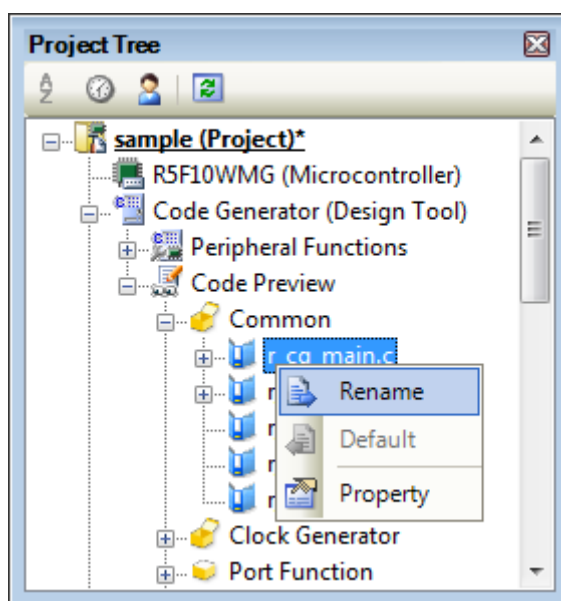 Project Tree
sample (Project)*
R5F10WMG (Microcontroller)
Code Generator (Design Tool)
Peripheral Functions
Code Preview
Common
r_cg_main.c
r
Rename
r
Default
r
r
Property
Clock Generator
Port Function